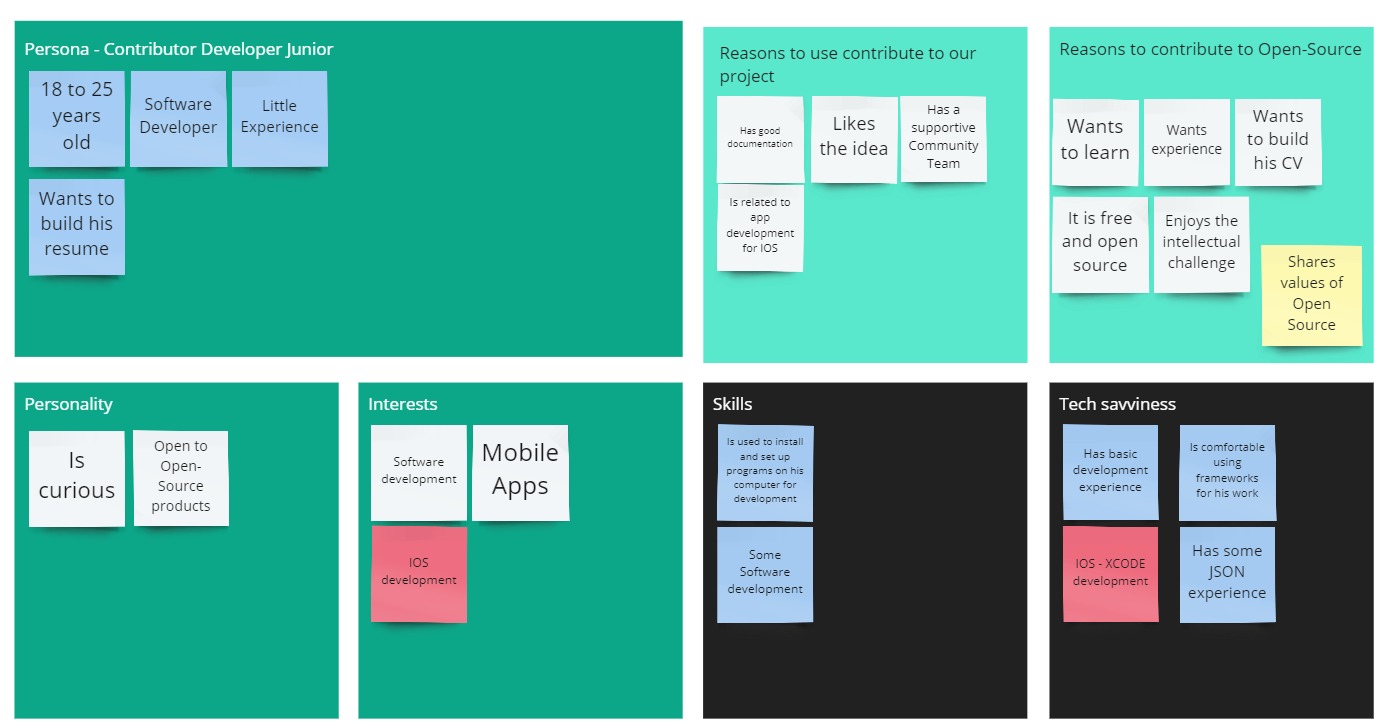 Persona - Contributor Developer Junior
18 to 25
years
old
Software
Developer
Little
Experience
Wants to
build his
resume
Reasons to use contribute to our
project
Has good
documentation
Likes
the idea
Has a
supportive
Community
Team
Is related to
app
development
for IOS
Reasons to contribute to Open-Source
Wants
to learn
Wants
experience
Wants
to build
his CV
It is free
and open
source
Enjoys the
intellectual
challenge
Shares
values of
Open
Source
Personality
Is
curious
Open to
Open-
Source
products
Interests
Software
development
Mobile
Apps
IOS
development
Skills
Is used to install
and set up
programs on his
computer for
development
Some
Software
development
Tech savviness
Has basic
development
experience
Is comfortable
using
frameworks
for his work
IOS - XCODE
development
Has some
JSON
experience